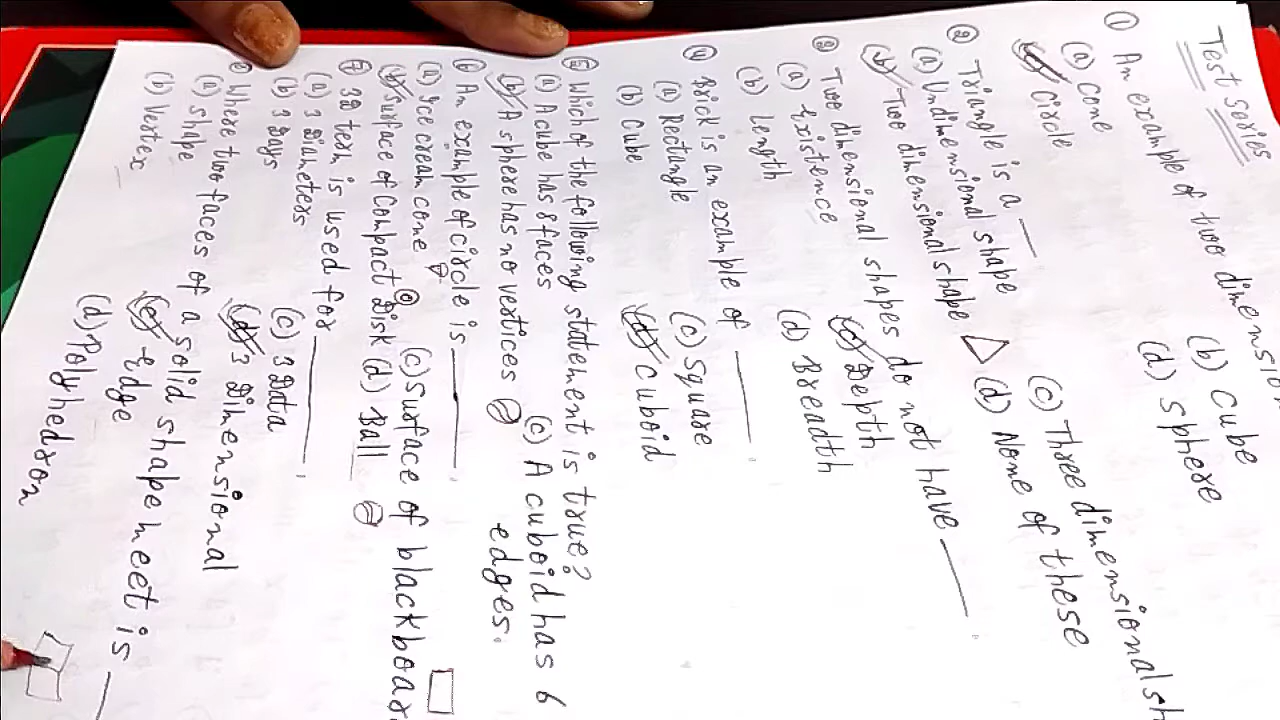 Test Series
① An example of two dimension
(a) Cone
(b) Cube
(c) Circle
(d) Sphere
② Triangle is a ___
(a) Undimensional shape
(c) Three dimensional sh
(b) Two dimensional shape
(d) None of these
③ Two dimensional shapes do not have ___.
(a) Existence
(c) Depth
(b) Length
(d) Breadth
④ Brick is an example of ___.
(a) Rectangle
(c) Square
(b) Cube
(d) Cuboid
⑤ Which of the following statement is true?
(a) A cube has 8 faces
(c) A cuboid has 6 edges.
(b) A sphere has no vertices
⑥ An example of circle is ___.
(a) Ice cream cone
(c) Surface of blackboar
(b) Surface of Compact Disk
(d) Ball
⑦ 3D term is used for ___.
(a) 3 Diameters
(c) 3 Data
(b) 3 Days
(d) 3 Dimensional
⑧ Where two faces of a solid shape meet is ___
(a) Shape
(c) Edge
(b) Vertex
(d) Polyhedron